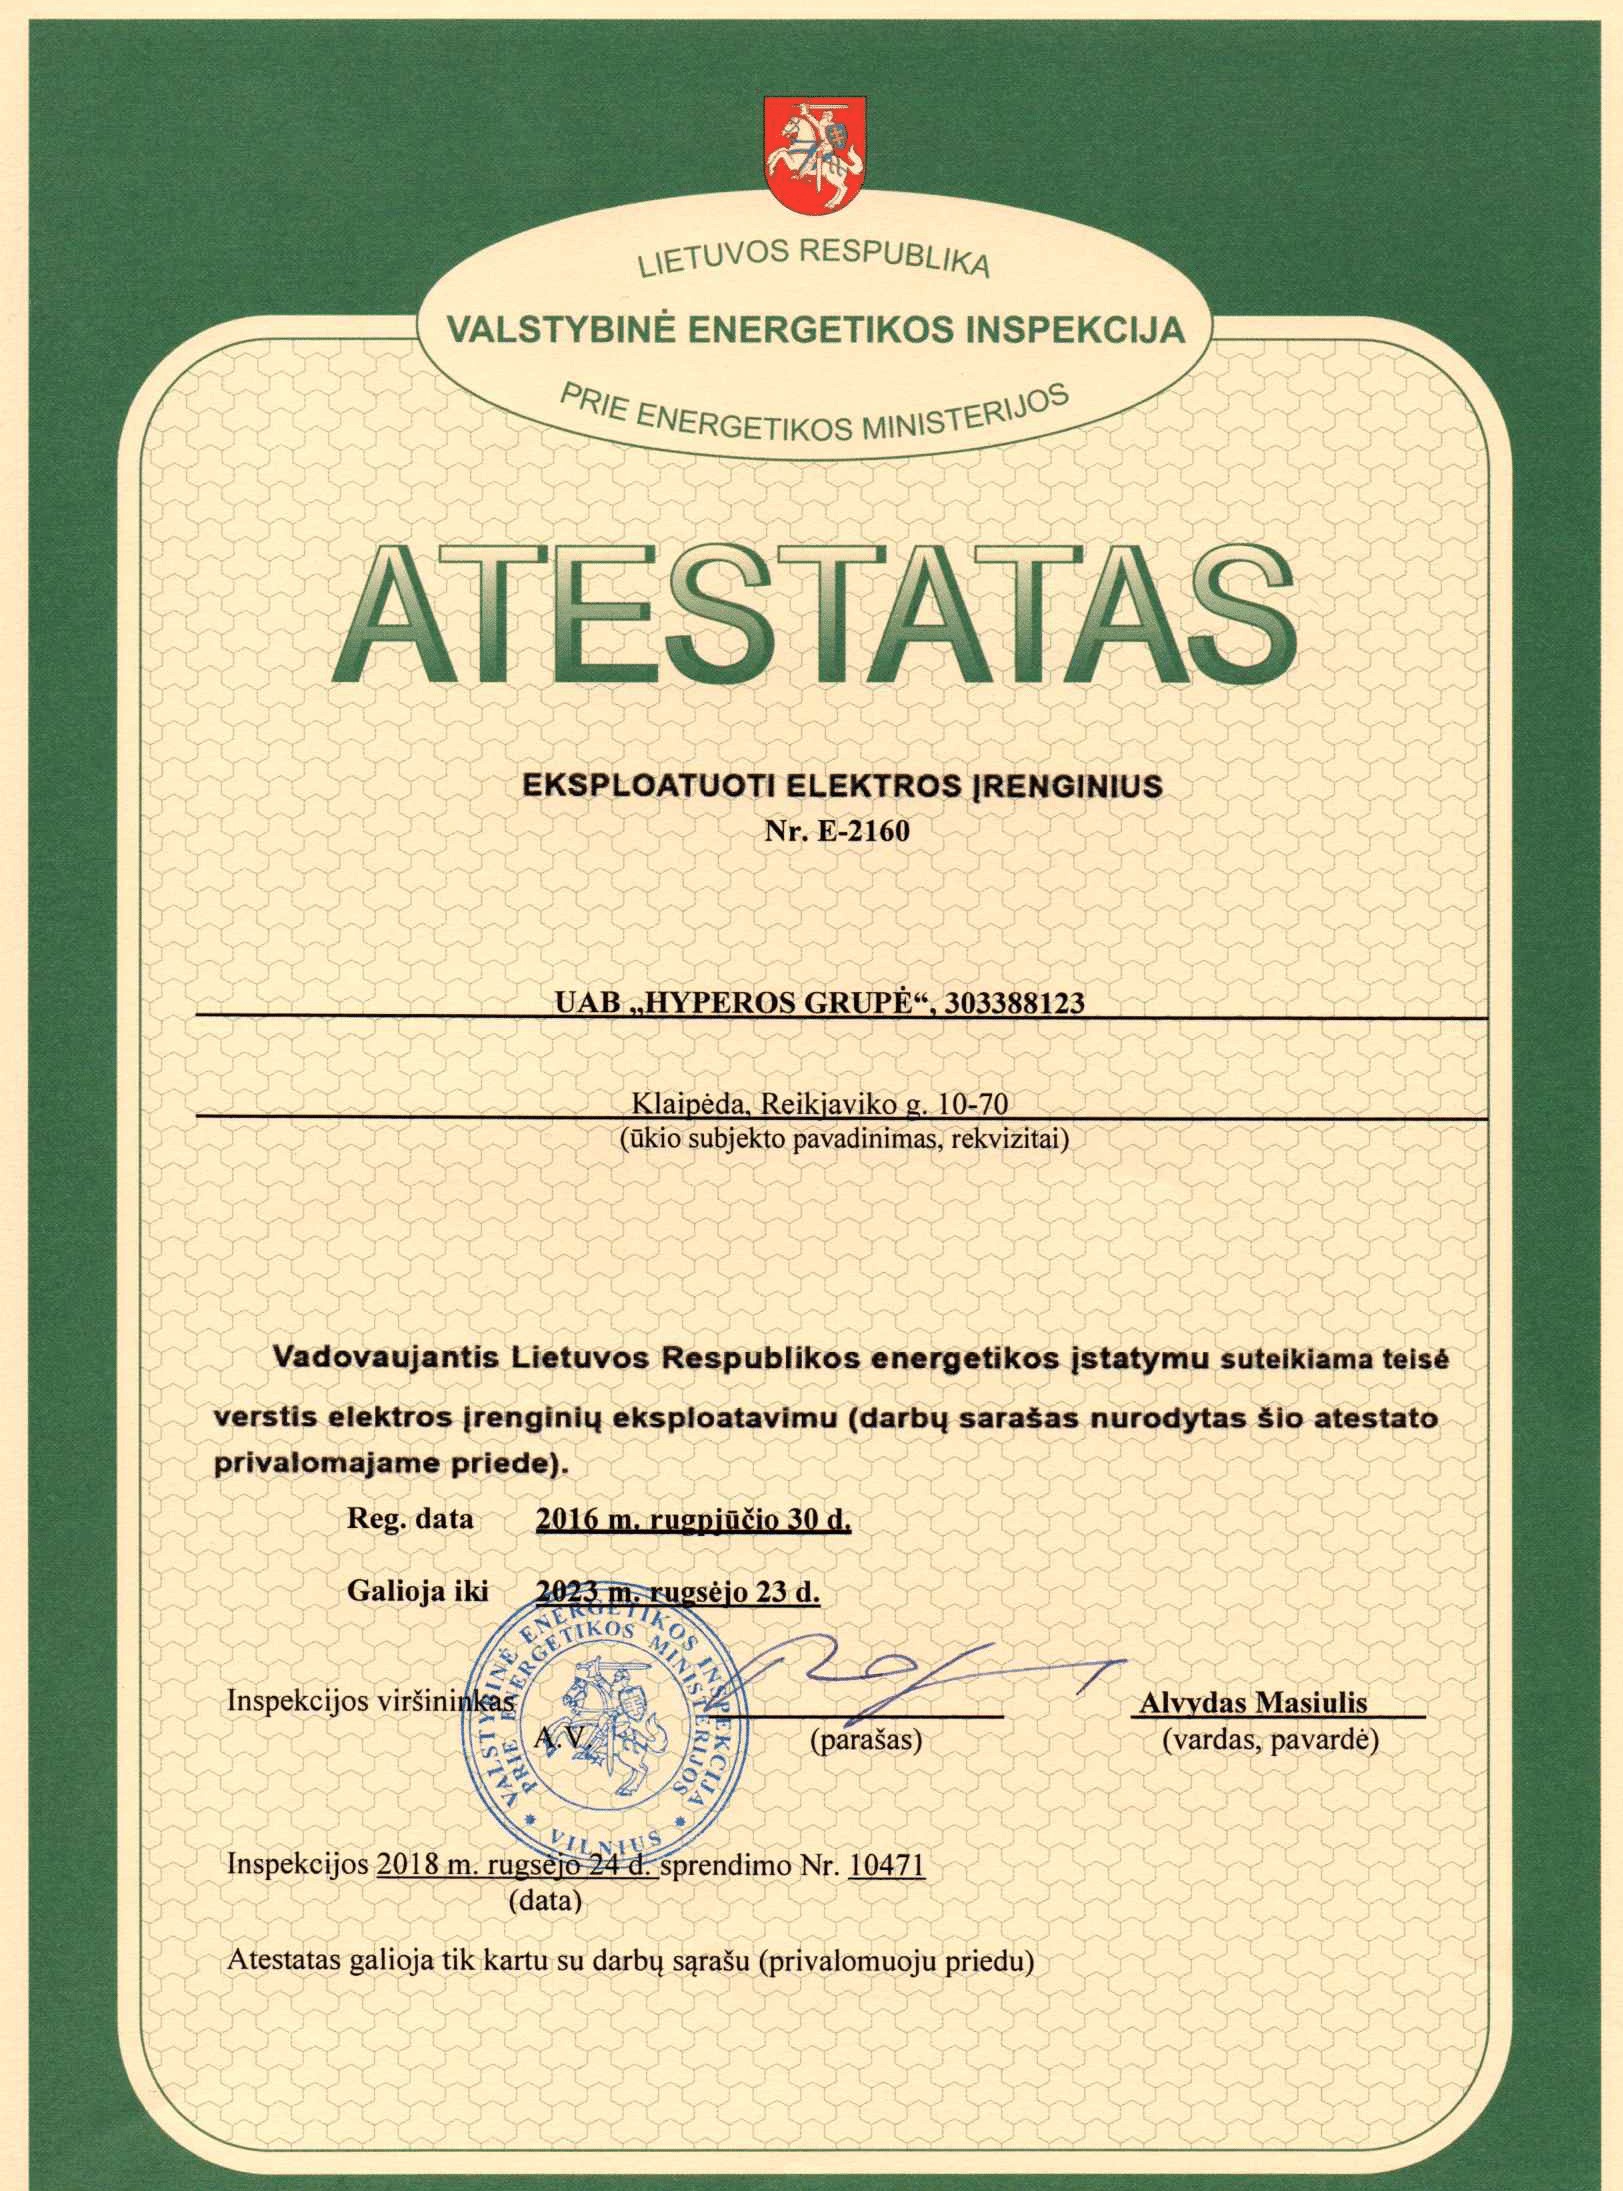 LIETUVOS RESPUBLIKA
VALSTYBINĖ ENERGETIKOS INSPEKCIJA
PRIE ENERGETIKOS MINISTERIJOS
ATESTATAS
EKSPLOATUOTI ELEKTROS ĮRENGINIUS
Nr. E-2160
UAB „HYPEROS GRUPĖ“, 303388123
Klaipėda, Reikjaviko g. 10-70
(ūkio subjekto pavadinimas, rekvizitai)
Vadovaujantis Lietuvos Respublikos energetikos įstatymu suteikiama teisė
verstis elektros įrenginių eksploatavimu (darbų sarašas nurodytas šio atestato
privalomajame priede).
Reg. data 2016 m. rugpjūčio 30 d.
Galioja iki 2023 m. rugsėjo 23 d.
VALSTYBINĖ ENERGETIKOS INSPEKCIJA
PRIE ENERGETIKOS MINISTERIJOS
* VILNIUS *
Inspekcijos viršininkas Alvydas Masiulis
A.V. (parašas) (vardas, pavardė)
Inspekcijos 2018 m. rugsėjo 24 d. sprendimo Nr. 10471
(data)
Atestatas galioja tik kartu su darbų sąrašu (privalomuoju priedu)